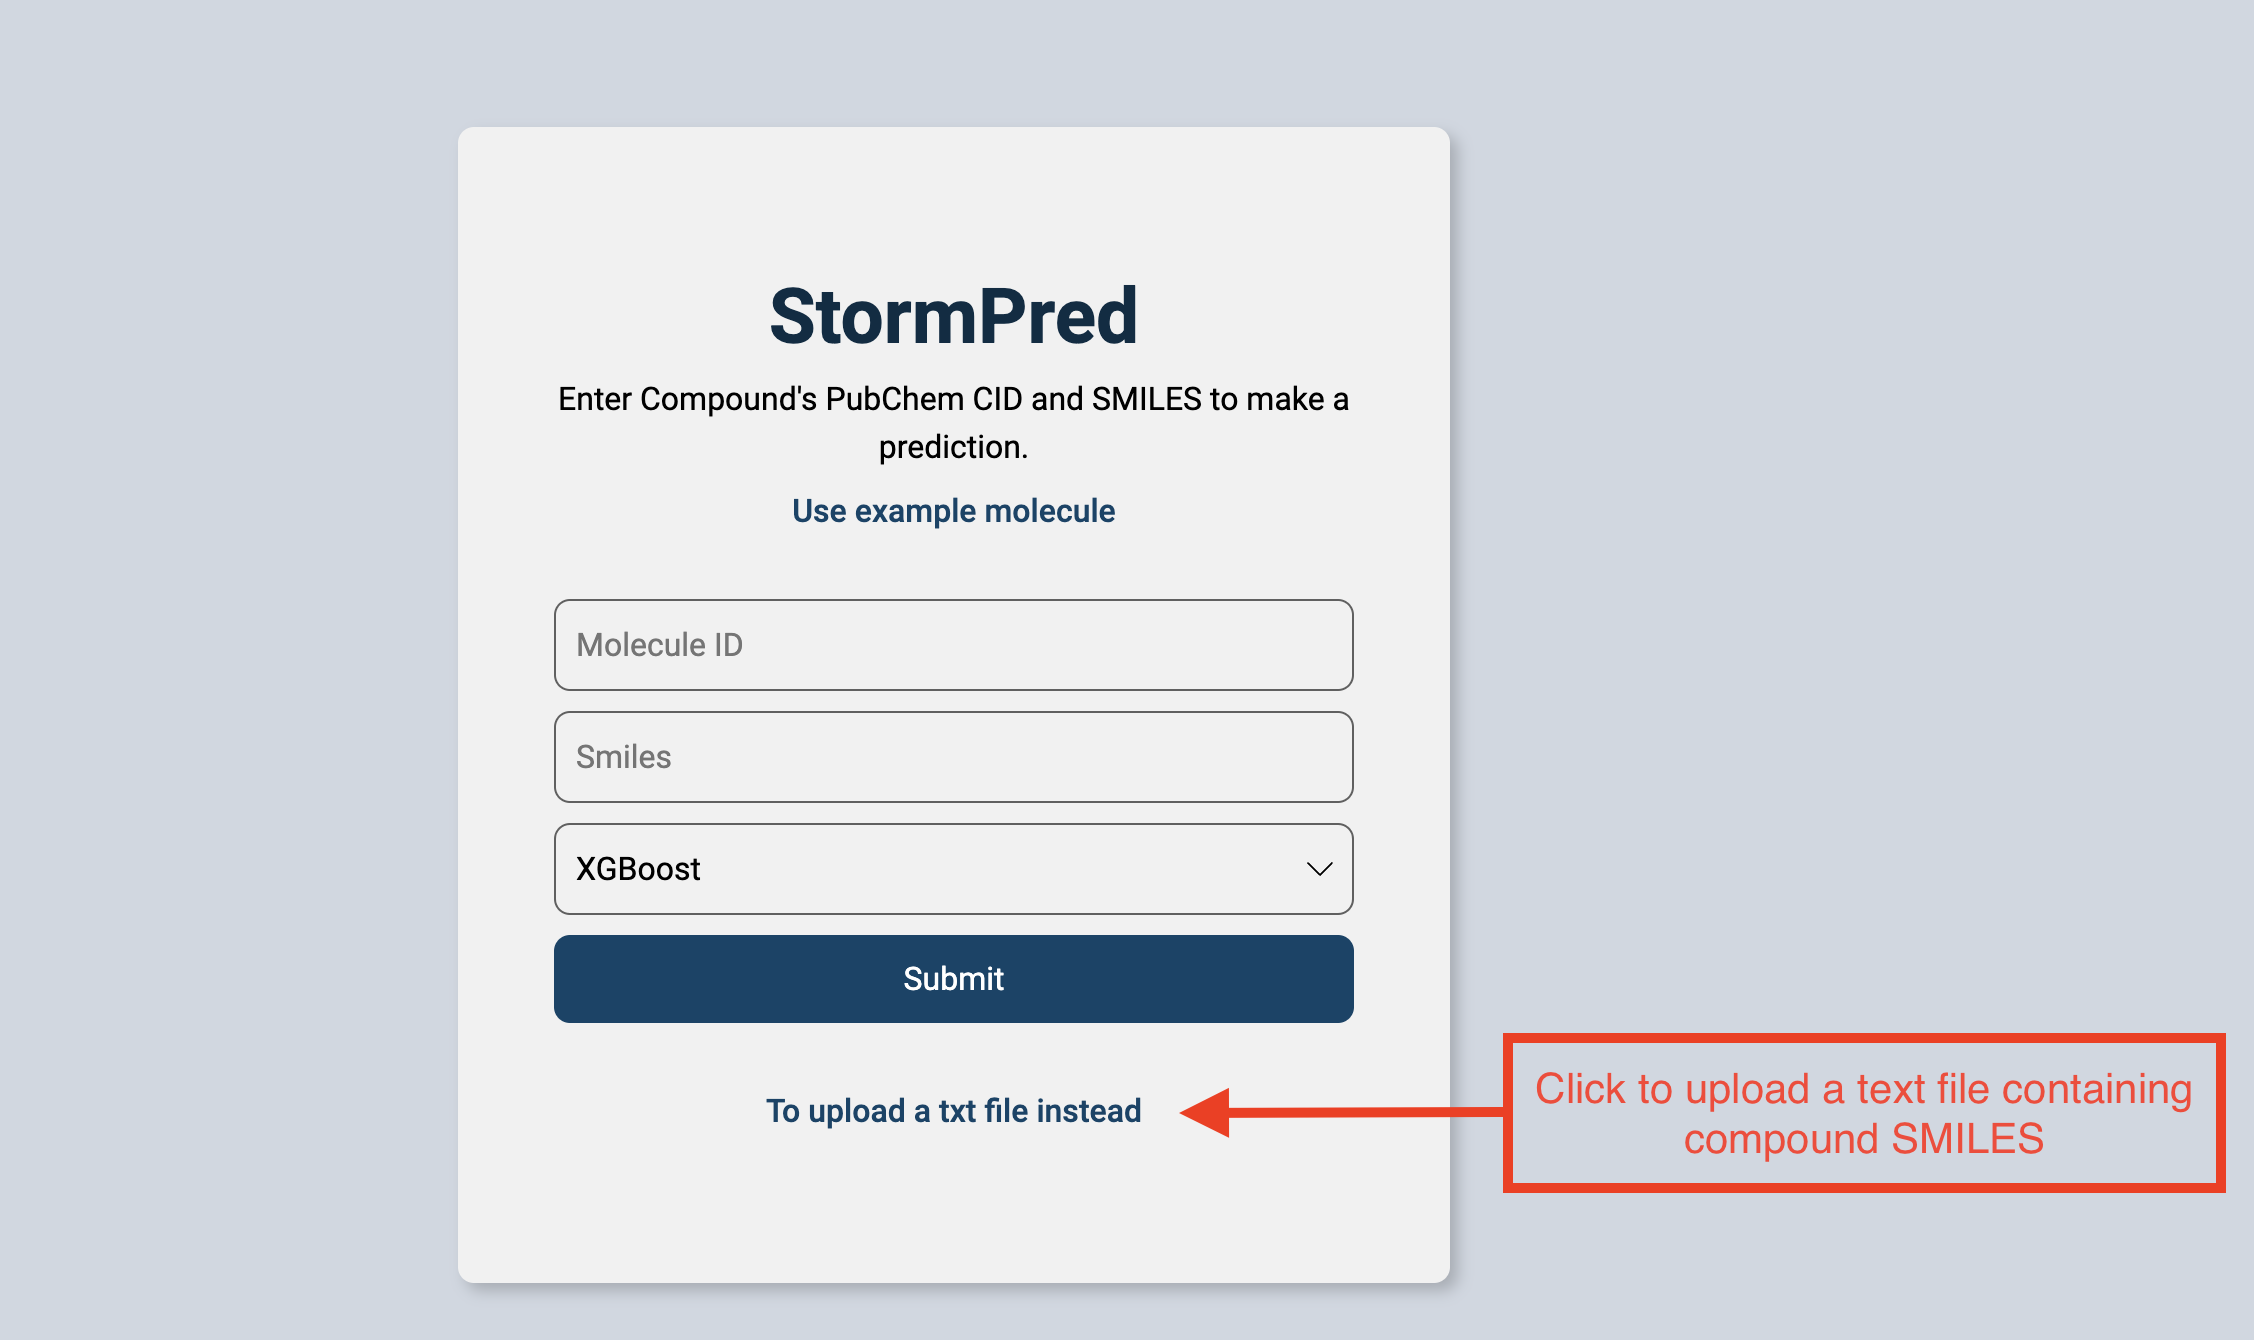 StormPred
Enter Compound's PubChem CID and SMILES to make a
prediction.
Use example molecule
Molecule ID
Smiles
XGBoost
Submit
To upload a txt file instead
Click to upload a text file containing
compound SMILES